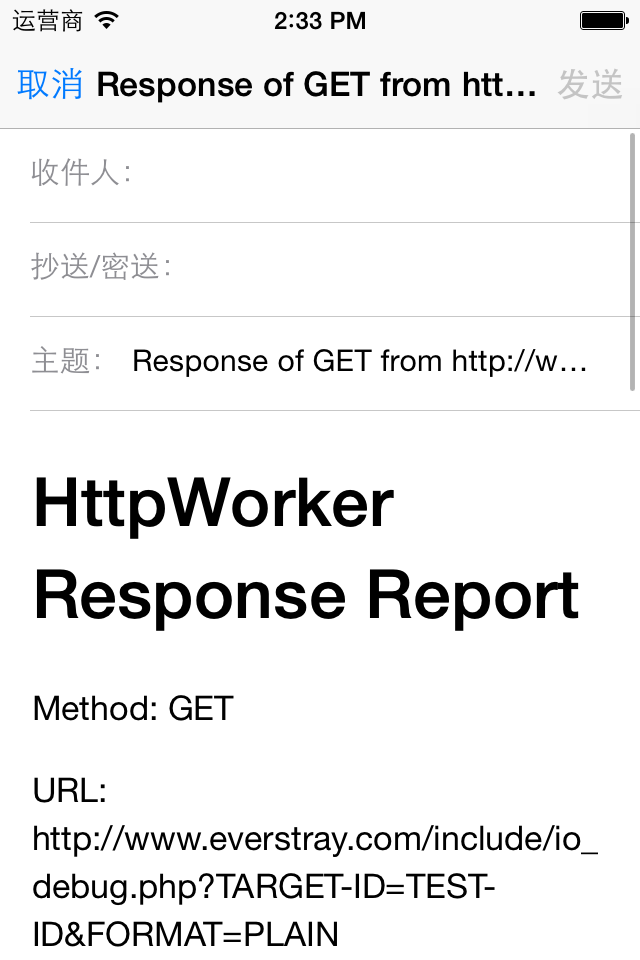 运营商 2:33 PM
取消 Response of GET from htt... 发送
收件人:
抄送/密送:
主题: Response of GET from http://w...
HttpWorker
Response Report
Method: GET
URL:
http://www.everstray.com/include/io_
debug.php?TARGET-ID=TEST-
ID&FORMAT=PLAIN